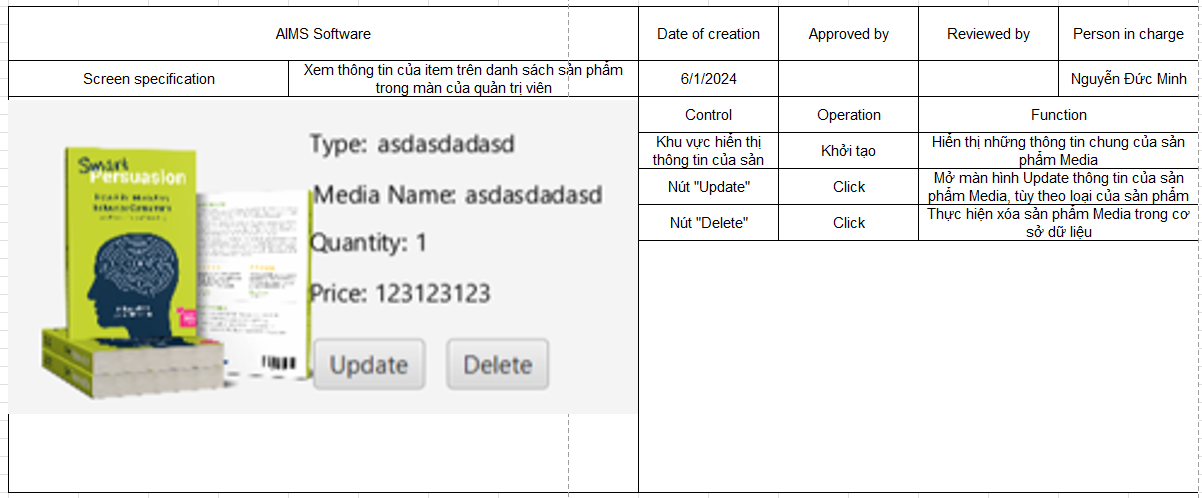 AIMS Software
Date of creation
Approved by
Reviewed by
Person in charge
Screen specification
Xem thông tin của item trên danh sách sản phẩm
trong màn của quản trị viên
6/1/2024
Nguyễn Đức Minh
Control
Operation
Function
Khu vực hiển thị
thông tin của sản
Khởi tạo
Hiển thị những thông tin chung của sản
phẩm Media
Nút "Update"
Click
Mở màn hình Update thông tin của sản
phẩm Media, tùy theo loại của sản phẩm
Nút "Delete"
Click
Thực hiện xóa sản phẩm Media trong cơ
sở dữ liệu
Smart
Persuasion
Type: asdasdadasd
Media Name: asdasdadasd
Quantity: 1
Price: 123123123
Update
Delete